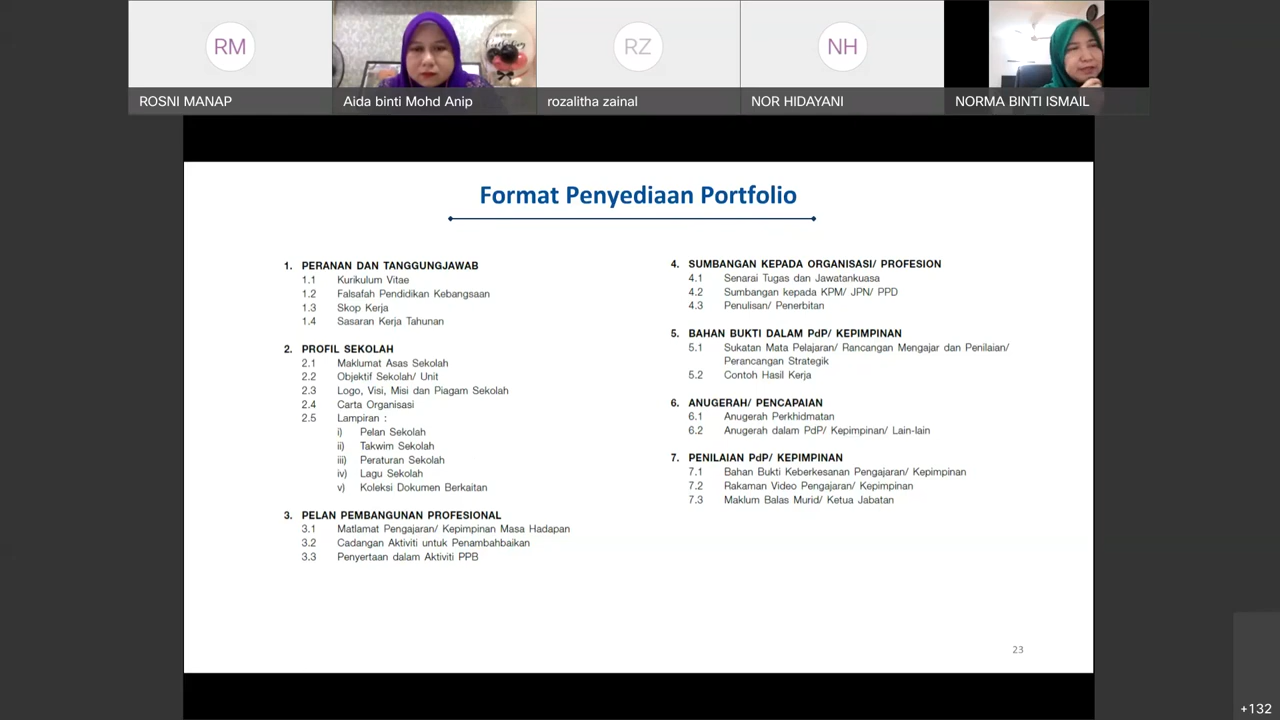 RM
RZ
NH
ROSNI MANAP
Aida binti Mohd Anip
rozalitha zainal
NOR HIDAYANI
NORMA BINTI ISMAIL
Format Penyediaan Portfolio
1. PERANAN DAN TANGGUNGJAWAB
1.1 Kurikulum Vitae
1.2 Falsafah Pendidikan Kebangsaan
1.3 Skop Kerja
1.4 Sasaran Kerja Tahunan
2. PROFIL SEKOLAH
2.1 Maklumat Asas Sekolah
2.2 Objektif Sekolah/ Unit
2.3 Logo, Visi, Misi dan Piagam Sekolah
2.4 Carta Organisasi
2.5 Lampiran :
i) Pelan Sekolah
ii) Takwim Sekolah
iii) Peraturan Sekolah
iv) Lagu Sekolah
v) Koleksi Dokumen Berkaitan
3. PELAN PEMBANGUNAN PROFESIONAL
3.1 Matlamat Pengajaran/ Kepimpinan Masa Hadapan
3.2 Cadangan Aktiviti untuk Penambahbaikan
3.3 Penyertaan dalam Aktiviti PPB
4. SUMBANGAN KEPADA ORGANISASI/ PROFESION
4.1 Senarai Tugas dan Jawatankuasa
4.2 Sumbangan kepada KPM/ JPN/ PPD
4.3 Penulisan/ Penerbitan
5. BAHAN BUKTI DALAM PdP/ KEPIMPINAN
5.1 Sukatan Mata Pelajaran/ Rancangan Mengajar dan Penilaian/
Perancangan Strategik
5.2 Contoh Hasil Kerja
6. ANUGERAH/ PENCAPAIAN
6.1 Anugerah Perkhidmatan
6.2 Anugerah dalam PdP/ Kepimpinan/ Lain-lain
7. PENILAIAN PdP/ KEPIMPINAN
7.1 Bahan Bukti Keberkesanan Pengajaran/ Kepimpinan
7.2 Rakaman Video Pengajaran/ Kepimpinan
7.3 Maklum Balas Murid/ Ketua Jabatan
23
+132